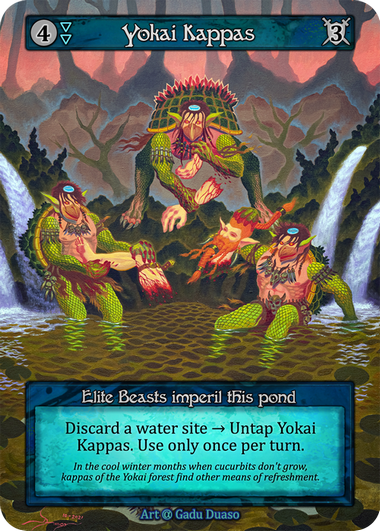 4
Yokai Kappas
3
Elite Beasts imperil this pond
Discard a water site → Untap Yokai
Kappas. Use only once per turn.
In the cool winter months when cucurbits don't grow,
kappas of the Yokai forest find other means of refreshment.
Art @ Gadu Duaso